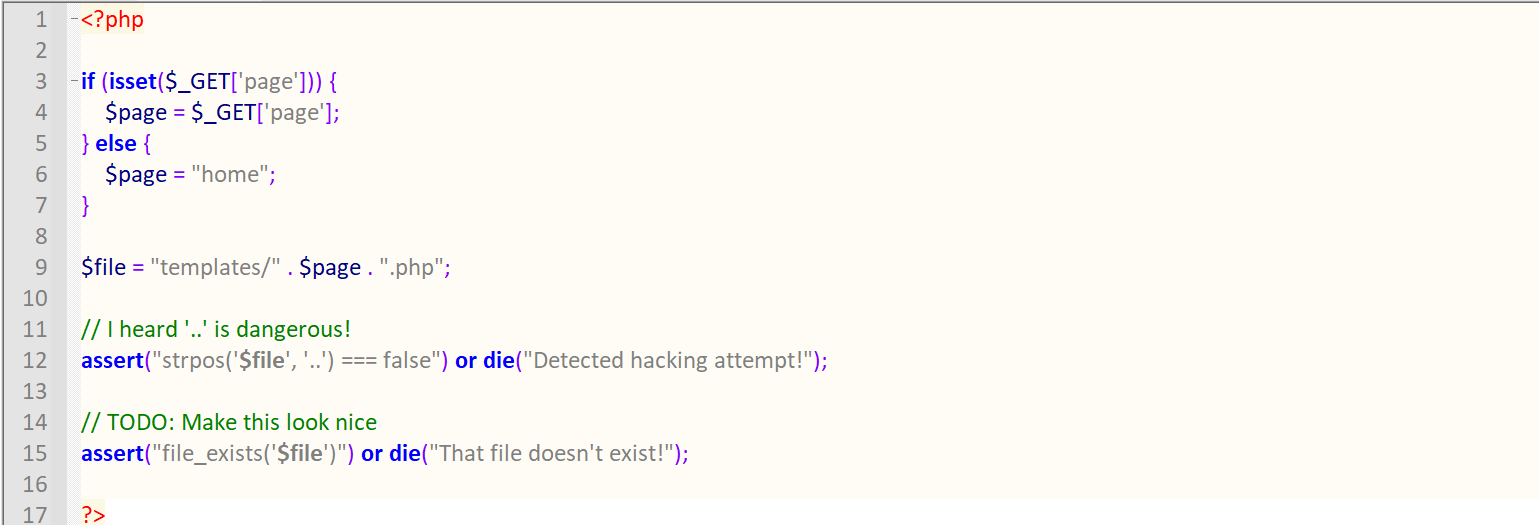 1 <?php
2
3 if (isset($_GET['page'])) {
4 $page = $_GET['page'];
5 } else {
6 $page = "home";
7 }
8
9 $file = "templates/" . $page . ".php";
10
11 // I heard '..' is dangerous!
12 assert("strpos('$file', '..') === false") or die("Detected hacking attempt!");
13
14 // TODO: Make this look nice
15 assert("file_exists('$file')") or die("That file doesn't exist!");
16
17 ?>